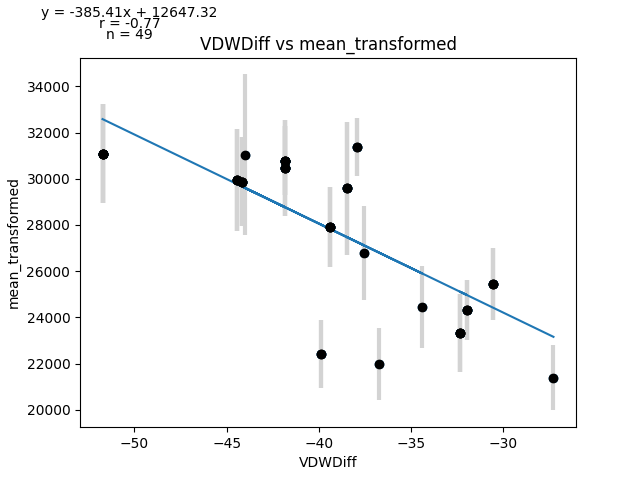 y = -385.41x + 12647.32
r = -0.77
n = 49
VDWDiff vs mean_transformed
34000
32000
30000
28000
26000
24000
22000
20000
mean_transformed
−50
−45
−40
−35
−30
VDWDiff